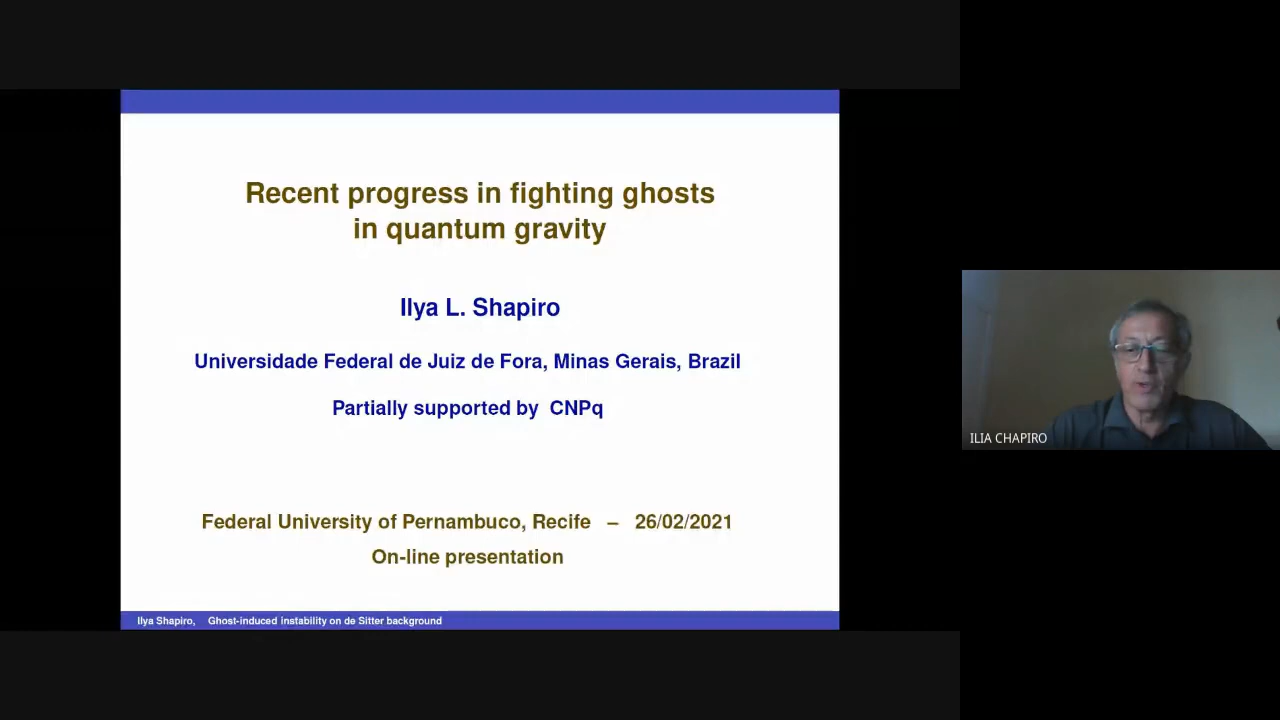 Recent progress in fighting ghosts
in quantum gravity
Ilya L. Shapiro
Universidade Federal de Juiz de Fora, Minas Gerais, Brazil
Partially supported by CNPq
Federal University of Pernambuco, Recife – 26/02/2021
On-line presentation
Ilya Shapiro, Ghost-induced instability on de Sitter background
ILIA CHAPIRO